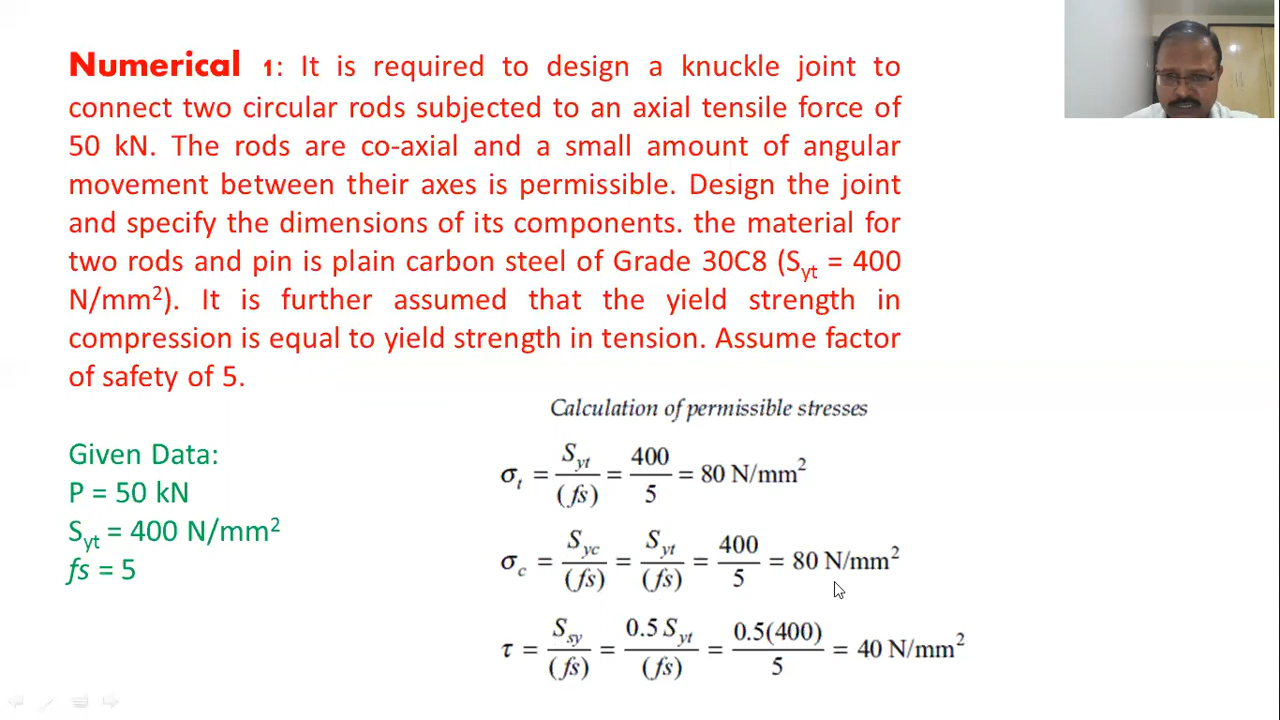 Numerical 1: It is required to design a knuckle joint to
connect two circular rods subjected to an axial tensile force of
50 kN. The rods are co-axial and a small amount of angular
movement between their axes is permissible. Design the joint
and specify the dimensions of its components. the material for
two rods and pin is plain carbon steel of Grade 30C8 (Syt = 400
N/mm²). It is further assumed that the yield strength in
compression is equal to yield strength in tension. Assume factor
of safety of 5.
Calculation of permissible stresses
Given Data:
P = 50 kN
Syt = 400 N/mm²
fs = 5
σt = Syt/(fs) = 400/5 = 80 N/mm²
σc = Syc/(fs) = Syt/(fs) = 400/5 = 80 N/mm²
τ = Ssy/(fs) = 0.5 Syt/(fs) = 0.5(400)/5 = 40 N/mm²